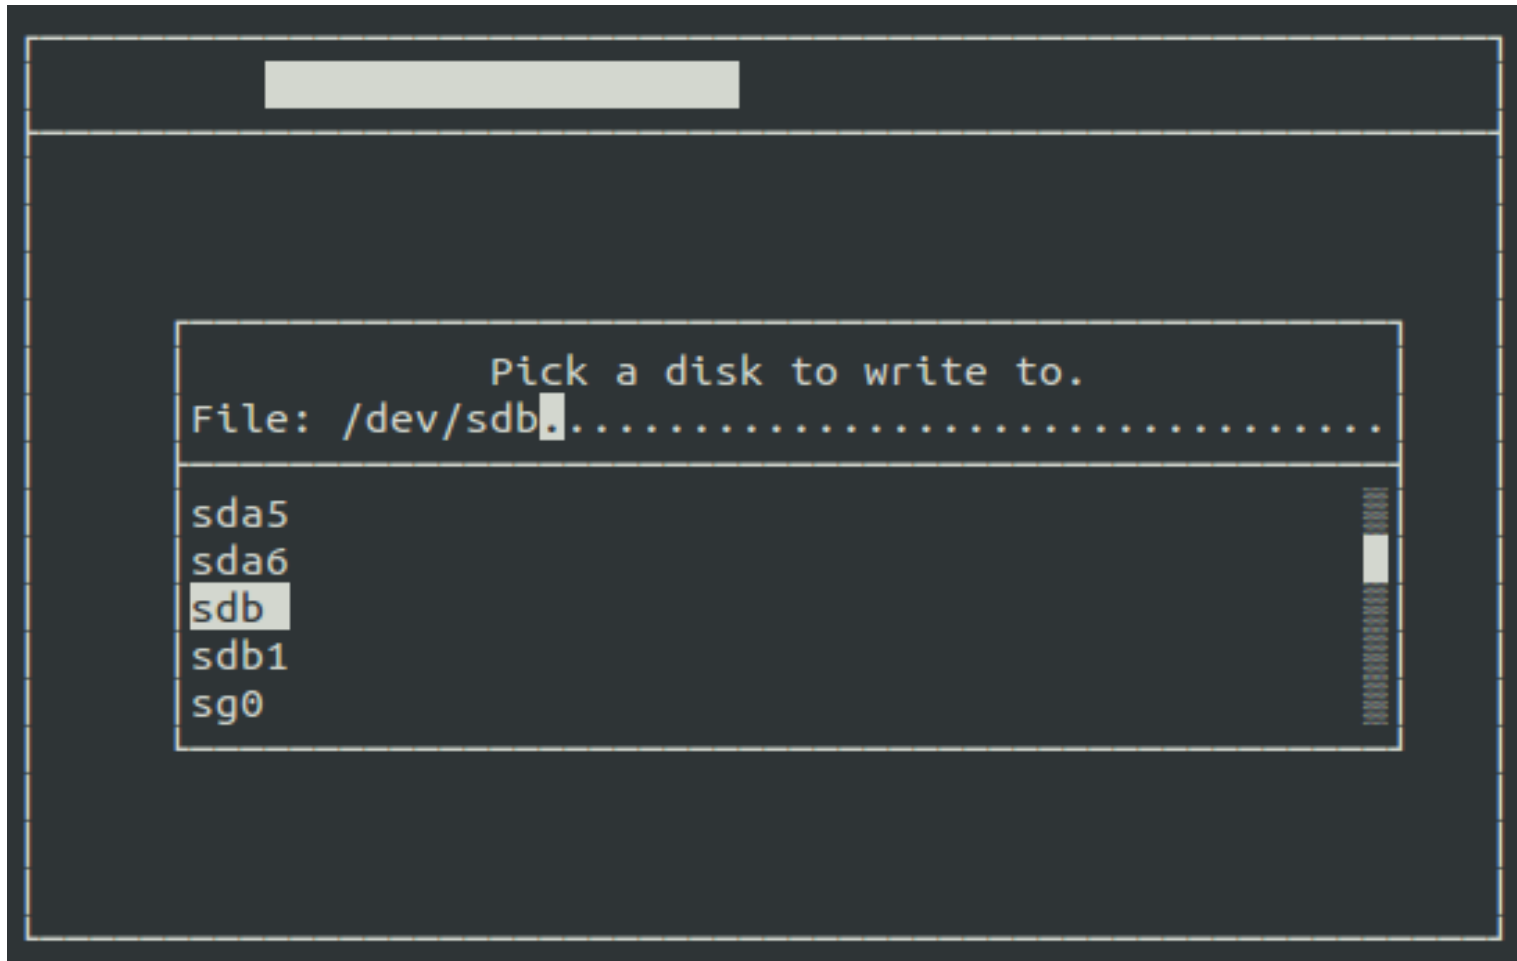 Pick a disk to write to.
File: /dev/sdb..................................
sda5
sda6
sdb
sdb1
sg0